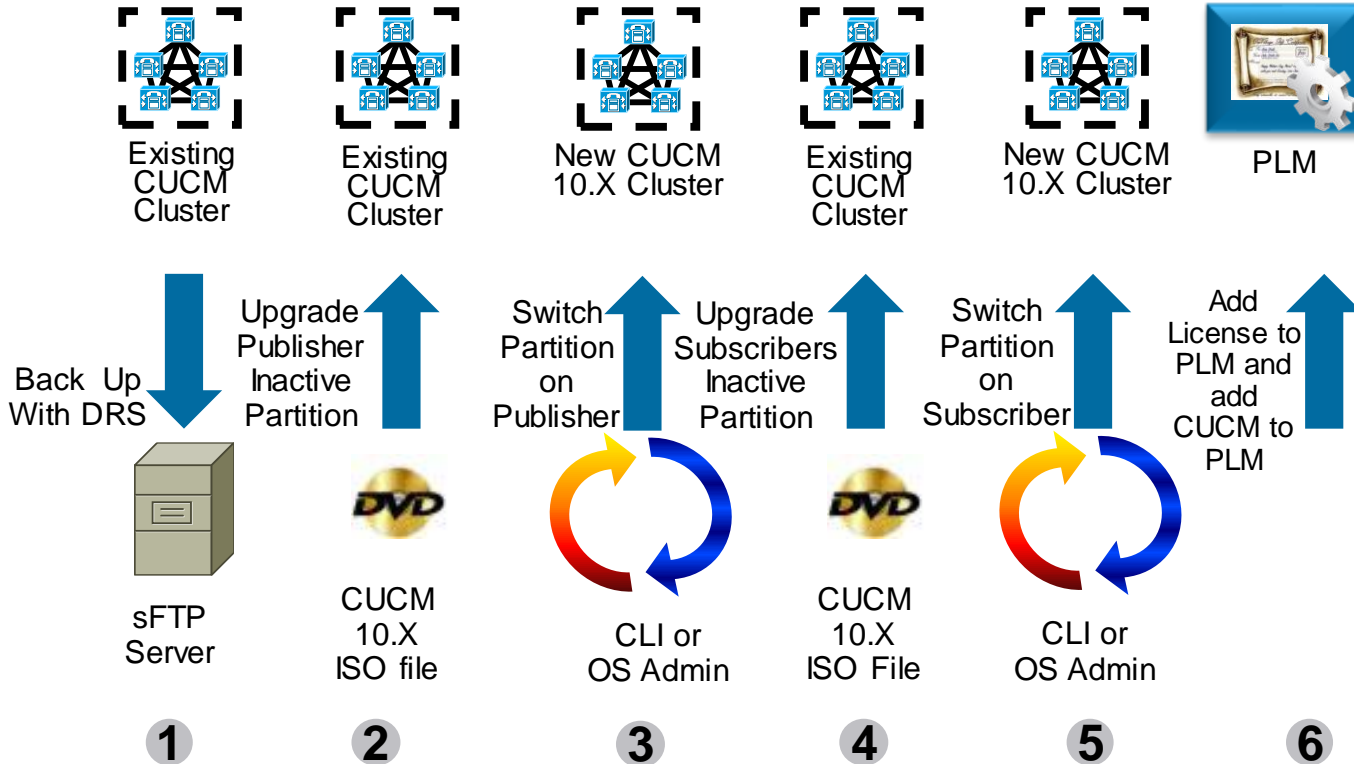 Existing
CUCM
Cluster
Back Up
With DRS
sFTP
Server
1
Existing
CUCM
Cluster
Upgrade
Publisher
Inactive
Partition
DVD
CUCM
10.X
ISO file
2
New CUCM
10.X Cluster
Switch
Partition
on
Publisher
CLI or
OS Admin
3
Existing
CUCM
Cluster
Upgrade
Subscribers
Inactive
Partition
DVD
CUCM
10.X
ISO File
4
New CUCM
10.X Cluster
Switch
Partition
on
Subscriber
CLI or
OS Admin
5
PLM
Add
License to
PLM and
add
CUCM to
PLM
6